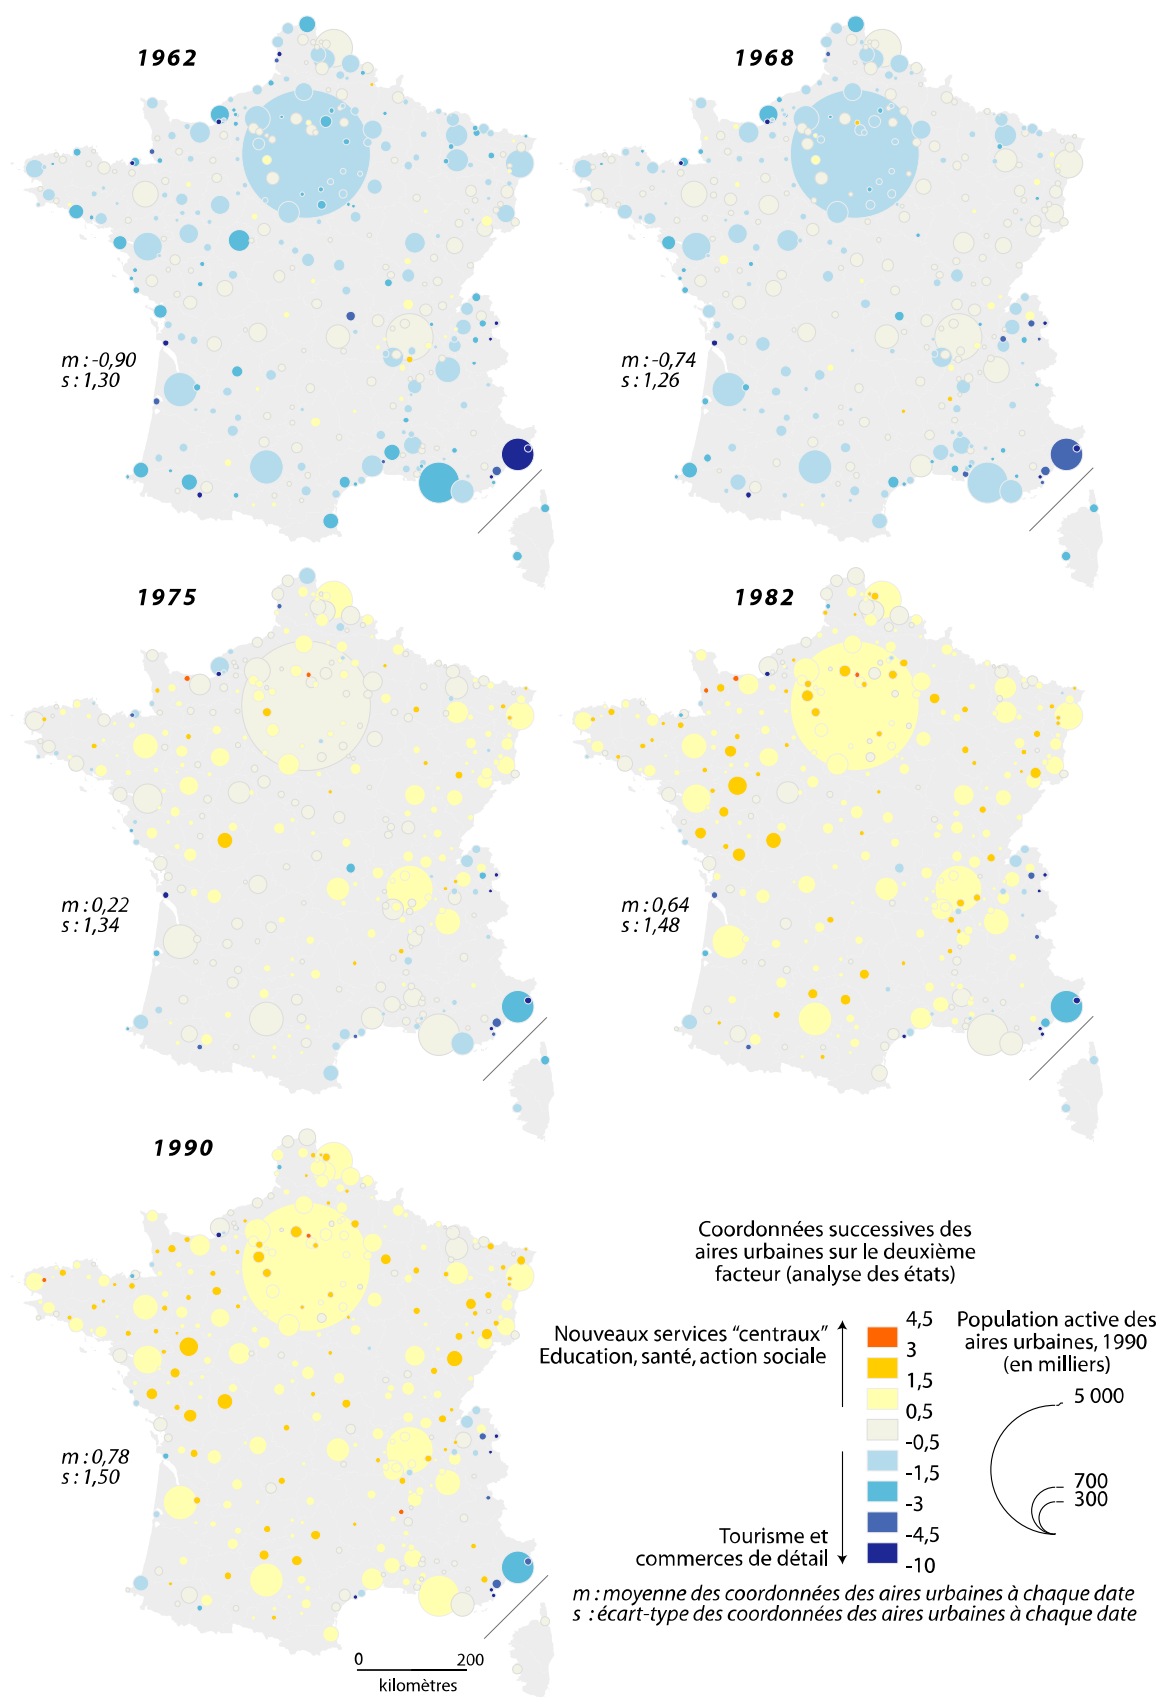 1962
1968
m : -0,90
s : 1,30
m : -0,74
s : 1,26
1975
1982
m : 0,22
s : 1,34
m : 0,64
s : 1,48
1990
m : 0,78
s : 1,50
Coordonnées successives des
aires urbaines sur le deuxième
facteur (analyse des états)
Nouveaux services "centraux"
Education, santé, action sociale
4,5
3
1,5
0,5
-0,5
-1,5
-3
-4,5
-10
Tourisme et
commerces de détail
Population active des
aires urbaines, 1990
(en milliers)
5 000
700
300
m : moyenne des coordonnées des aires urbaines à chaque date
s : écart-type des coordonnées des aires urbaines à chaque date
0 200
kilomètres